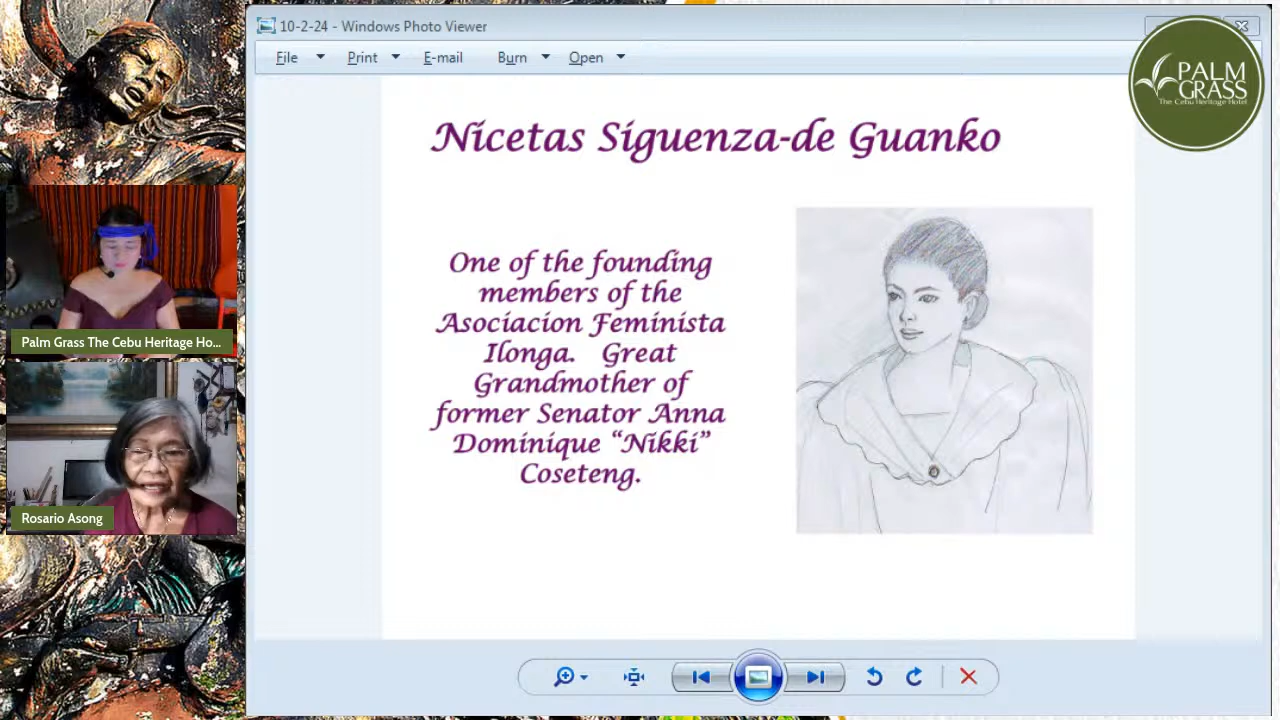 10-2-24 - Windows Photo Viewer
File Print E-mail Burn Open
PALM
GRASS
The Cebu Heritage Hotel
Nicetas Siguenza-de Guanko
One of the founding
members of the
Asociacion Feminista
Ilonga. Great
Grandmother of
former Senator Anna
Dominique “Nikki”
Coseteng.
Palm Grass The Cebu Heritage Ho...
Rosario Asong